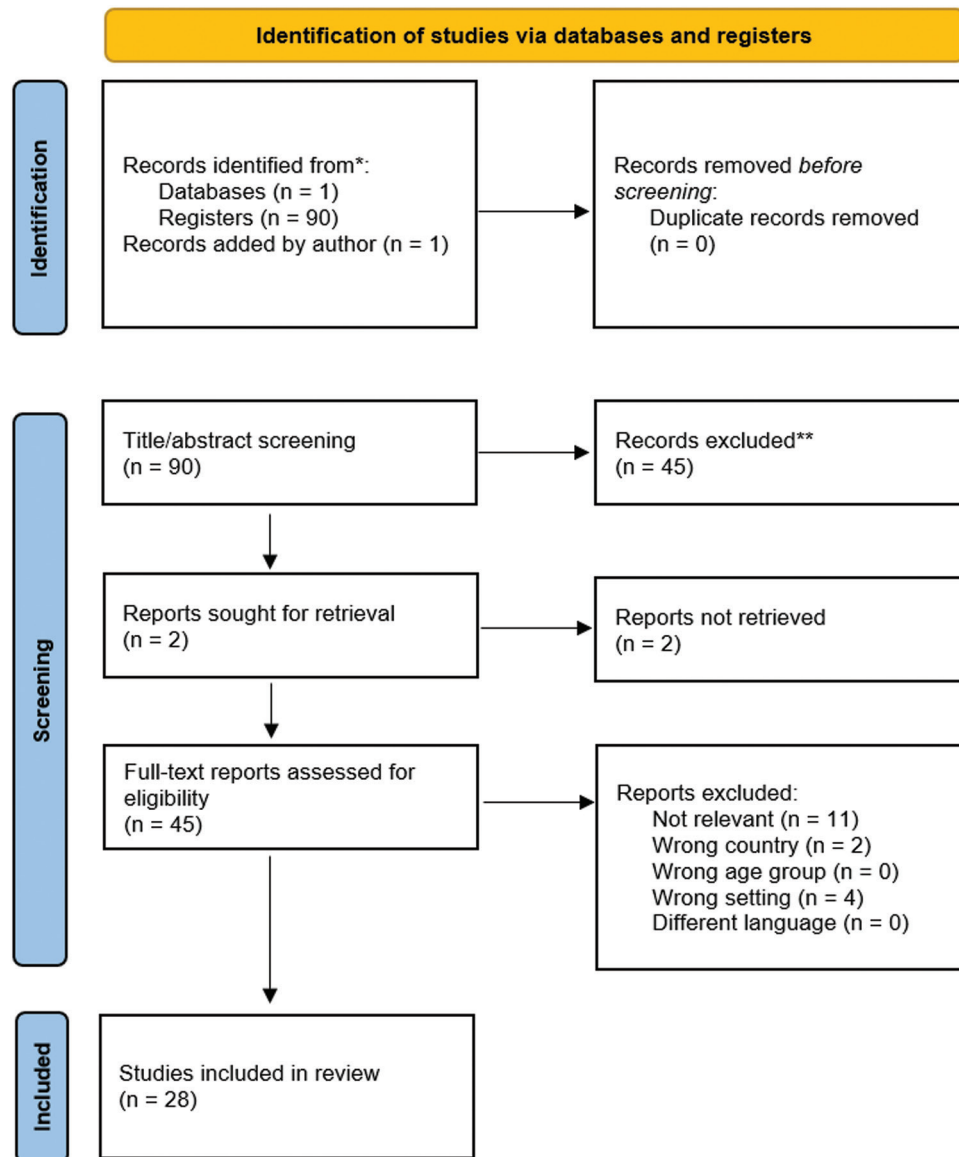 Identification of studies via databases and registers
Identification
Records identified from*:
Databases (n = 1)
Registers (n = 90)
Records added by author (n = 1)
Records removed before
screening:
Duplicate records removed
(n = 0)
Screening
Title/abstract screening
(n = 90)
Records excluded**
(n = 45)
Reports sought for retrieval
(n = 2)
Reports not retrieved
(n = 2)
Full-text reports assessed for
eligibility
(n = 45)
Reports excluded:
Not relevant (n = 11)
Wrong country (n = 2)
Wrong age group (n = 0)
Wrong setting (n = 4)
Different language (n = 0)
Included
Studies included in review
(n = 28)